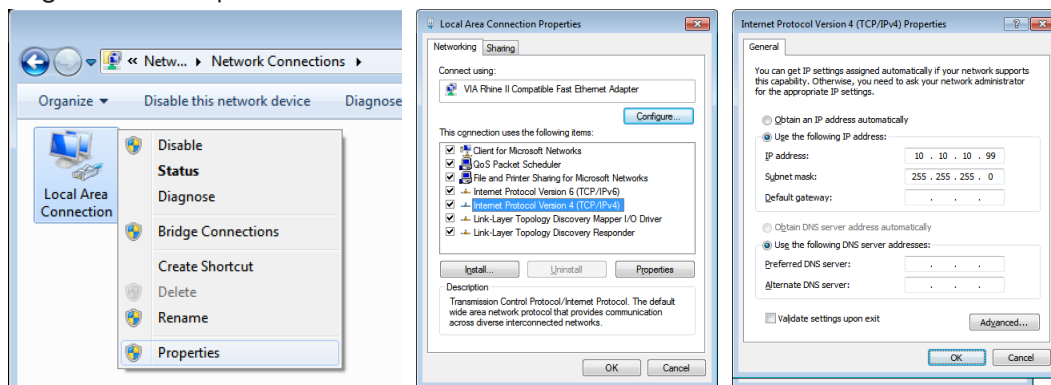 « Netw... ▸ Network Connections ▸
Organize ▾ Disable this network device Diagnose
Local Area
Connection
Disable
Status
Diagnose
Bridge Connections
Create Shortcut
Delete
Rename
Properties
Local Area Connection Properties
Networking Sharing
Connect using:
VIA Rhine II Compatible Fast Ethernet Adapter
Configure...
This connection uses the following items:
Client for Microsoft Networks
QoS Packet Scheduler
File and Printer Sharing for Microsoft Networks
Internet Protocol Version 6 (TCP/IPv6)
Internet Protocol Version 4 (TCP/IPv4)
Link-Layer Topology Discovery Mapper I/O Driver
Link-Layer Topology Discovery Responder
Install... Uninstall Properties
Description
Transmission Control Protocol/Internet Protocol. The default
wide area network protocol that provides communication
across diverse interconnected networks.
OK Cancel
Internet Protocol Version 4 (TCP/IPv4) Properties
General
You can get IP settings assigned automatically if your network supports
this capability. Otherwise, you need to ask your network administrator
for the appropriate IP settings.
Obtain an IP address automatically
Use the following IP address:
IP address: 10 . 10 . 10 . 99
Subnet mask: 255 . 255 . 255 . 0
Default gateway: . . .
Obtain DNS server address automatically
Use the following DNS server addresses:
Preferred DNS server: . . .
Alternate DNS server: . . .
Validate settings upon exit
Advanced...
OK Cancel